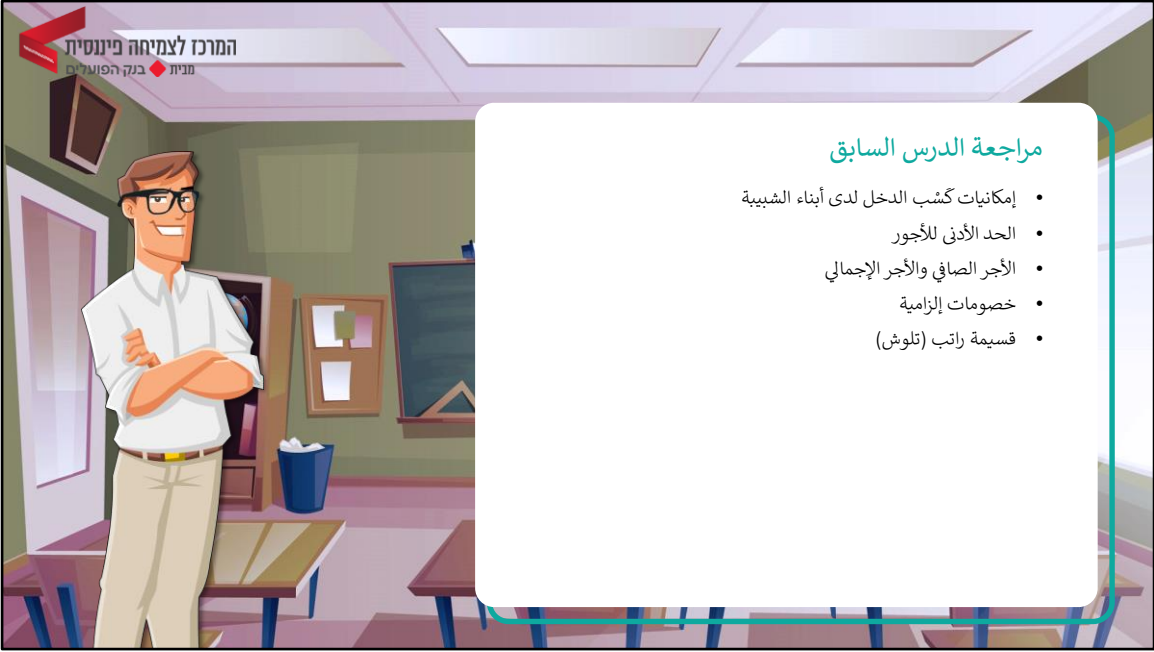 המרכז לצמיחה פיננסית
מבית ◆ בנק הפועלים
مراجعة الدرس السابق
• إمكانيات كَسْب الدخل لدى أبناء الشبيبة
• الحد الأدنى للأجور
• الأجر الصافي والأجر الإجمالي
• خصومات إلزامية
• قسيمة راتب (تلوش)